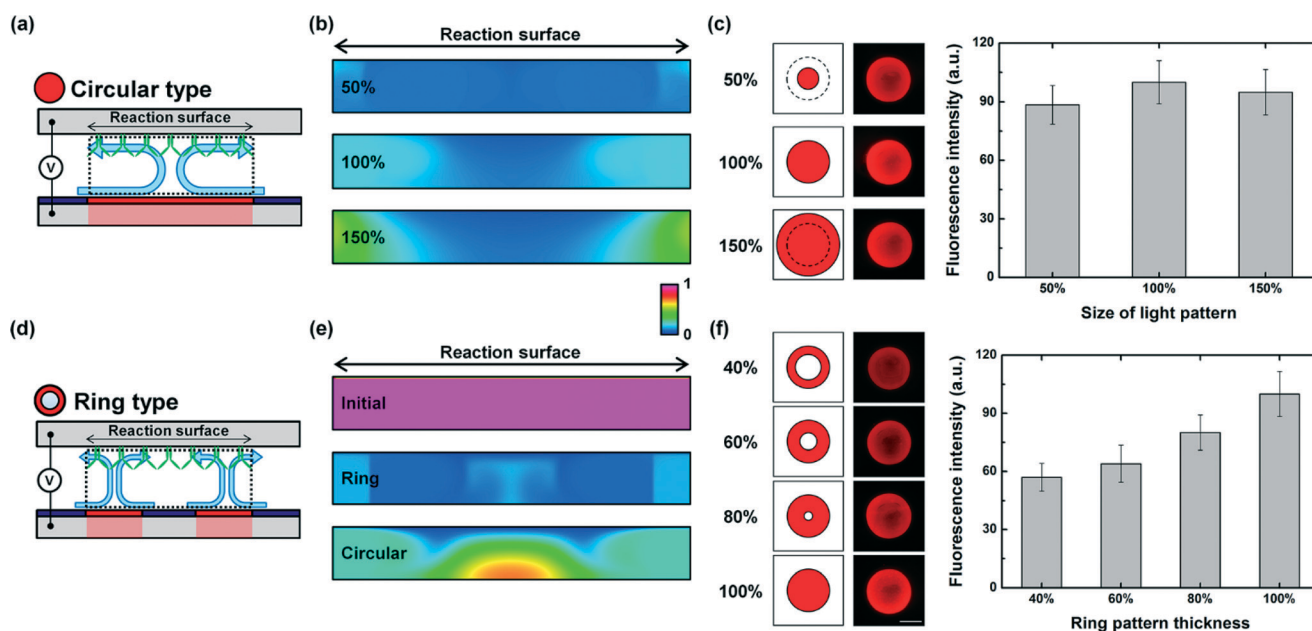 (a)
Circular type
Reaction surface
V
(b)
Reaction surface
50%
100%
150%
1
0
(c)
50%
100%
150%
Fluorescence intensity (a.u.)
120
90
60
30
0
50%
100%
150%
Size of light pattern
(d)
Ring type
Reaction surface
V
(e)
Reaction surface
Initial
Ring
Circular
(f)
40%
60%
80%
100%
Fluorescence intensity (a.u.)
120
90
60
30
0
40%
60%
80%
100%
Ring pattern thickness